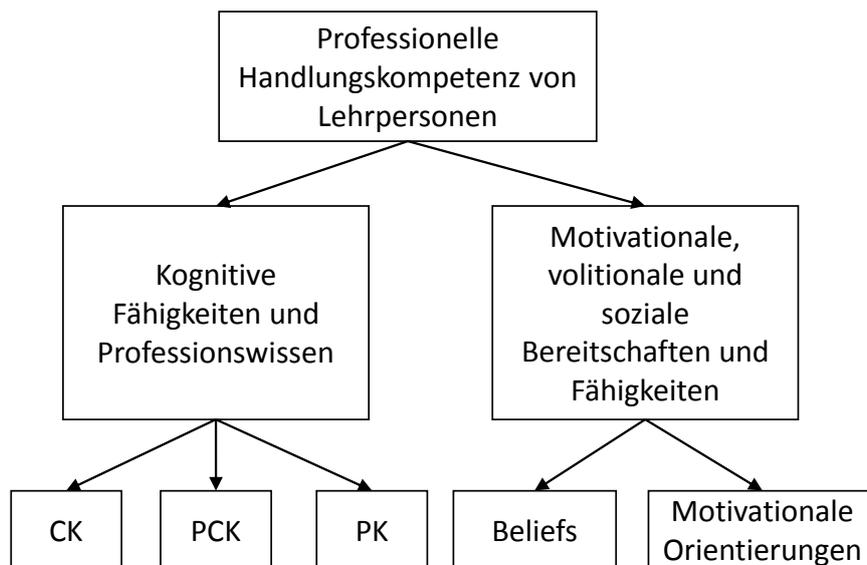 Professionelle
Handlungskompetenz von
Lehrpersonen
Kognitive
Fähigkeiten und
Professionswissen
Motivationale,
volitionale und
soziale
Bereitschaften und
Fähigkeiten
CK
PCK
PK
Beliefs
Motivationale
Orientierungen